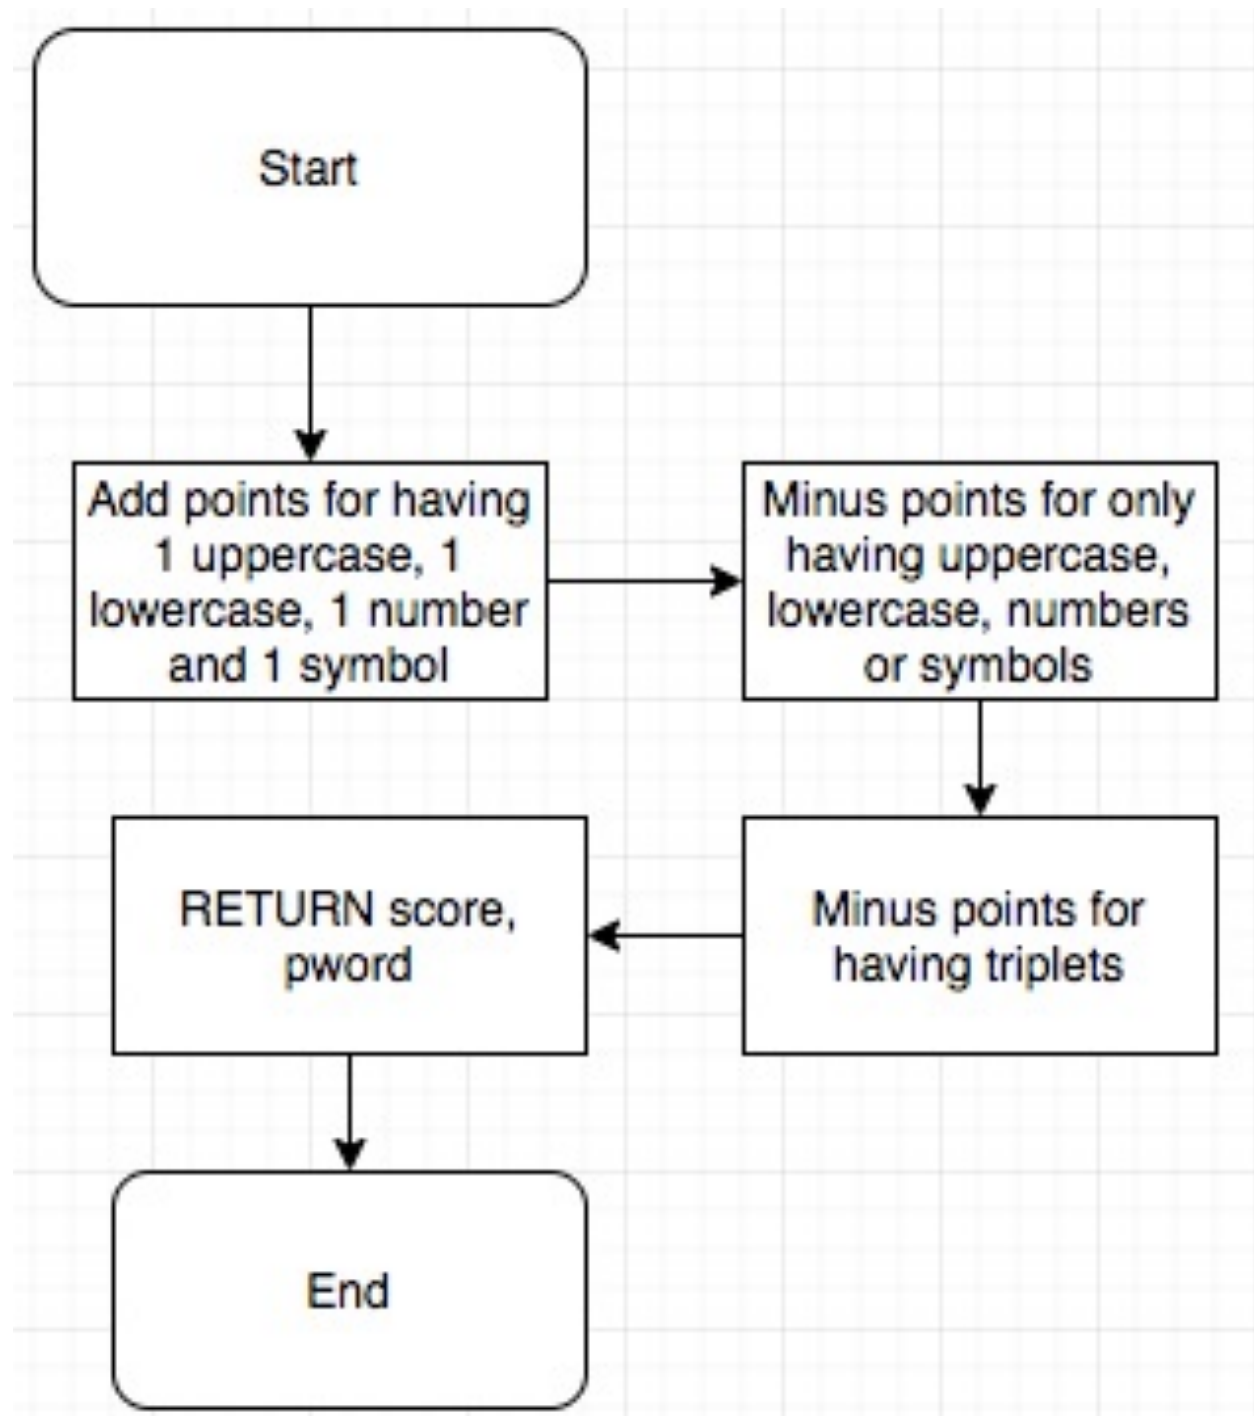 Start
Add points for having
1 uppercase, 1
lowercase, 1 number
and 1 symbol
Minus points for only
having uppercase,
lowercase, numbers
or symbols
Minus points for
having triplets
RETURN score,
pword
End